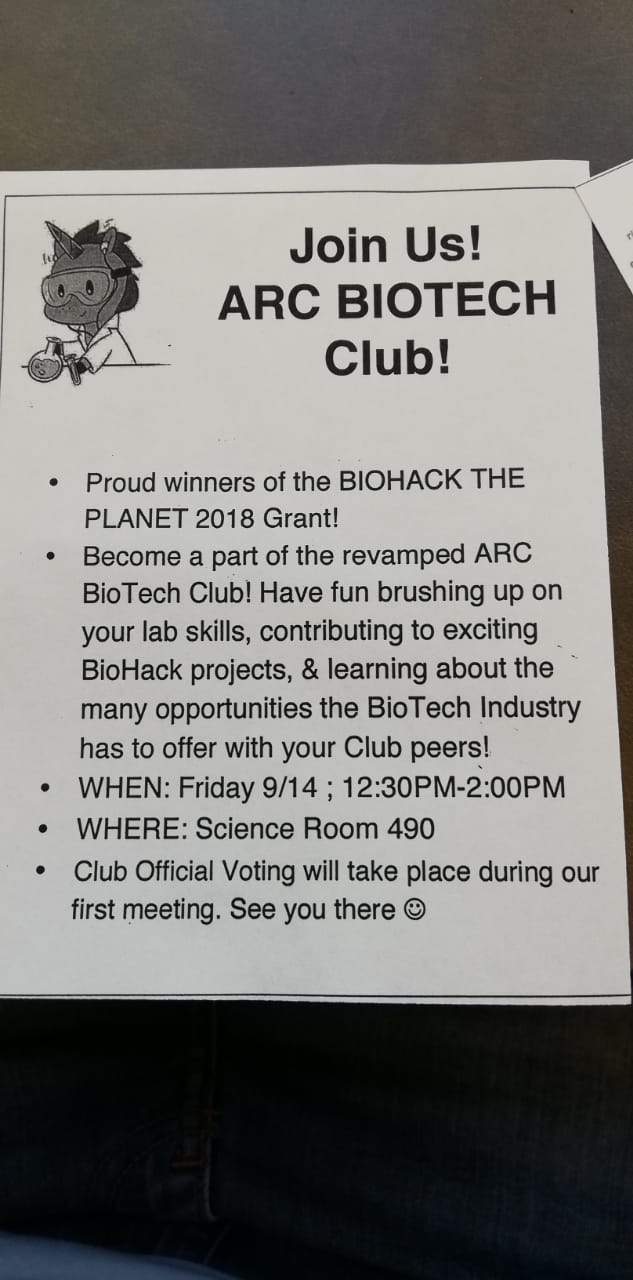 Join Us!
ARC BIOTECH
Club!
• Proud winners of the BIOHACK THE
PLANET 2018 Grant!
• Become a part of the revamped ARC
BioTech Club! Have fun brushing up on
your lab skills, contributing to exciting
BioHack projects, & learning about the
many opportunities the BioTech Industry
has to offer with your Club peers!
• WHEN: Friday 9/14 ; 12:30PM-2:00PM
• WHERE: Science Room 490
• Club Official Voting will take place during our
first meeting. See you there ☺